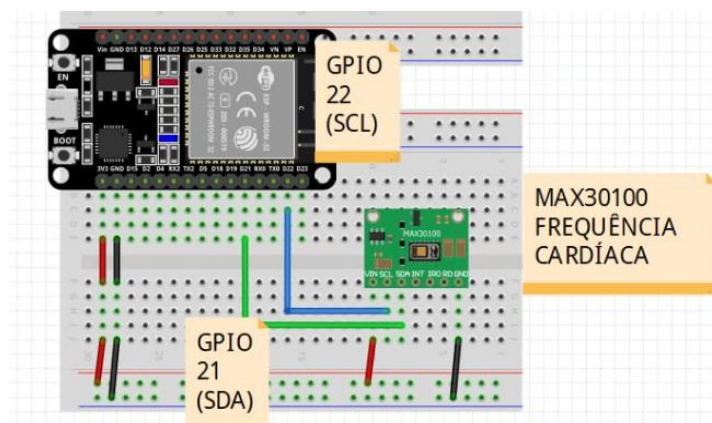 Vin GND D13 D12 D14 D27 D26 D25 D33 D32 D35 D34 VN VP EN
EN
BOOT
3V3 GND D15 D2 D4 RX2 TX2 D5 D18 D19 D21 RX0 TX0 D22 D23
GPIO
22
(SCL)
MAX30100
VIN SCL SDA INT IRO RD GND
MAX30100
FREQUÊNCIA
CARDÍACA
GPIO
21
(SDA)